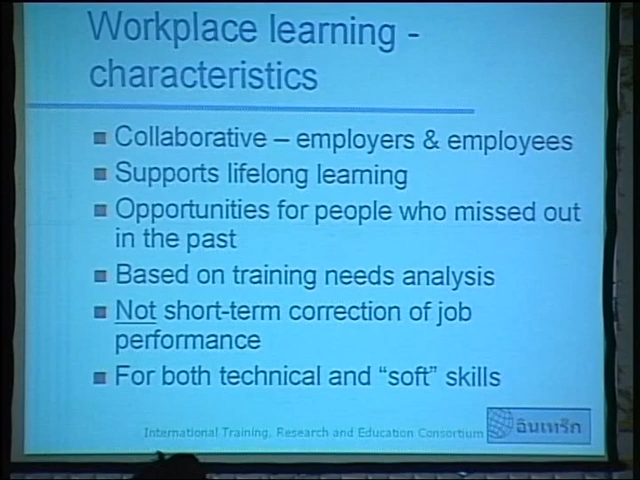 Workplace learning -
characteristics
Collaborative – employers & employees
Supports lifelong learning
Opportunities for people who missed out
in the past
Based on training needs analysis
Not short-term correction of job
performance
For both technical and “soft” skills
International Training, Research and Education Consortium
อินเทร็ก